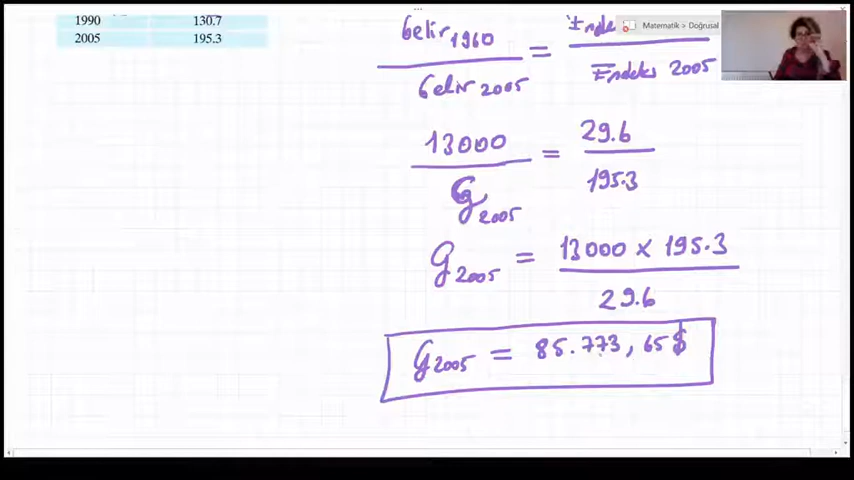 1990 130.7
2005 195.3
Matematik > Doğrusal
Gelir 1960 =
Gelir 2005 Endeks 2005
13000 = 29.6
G 2005 195.3
G 2005 = 13000 x 195.3
29.6
G 2005 = 85.773,65 $